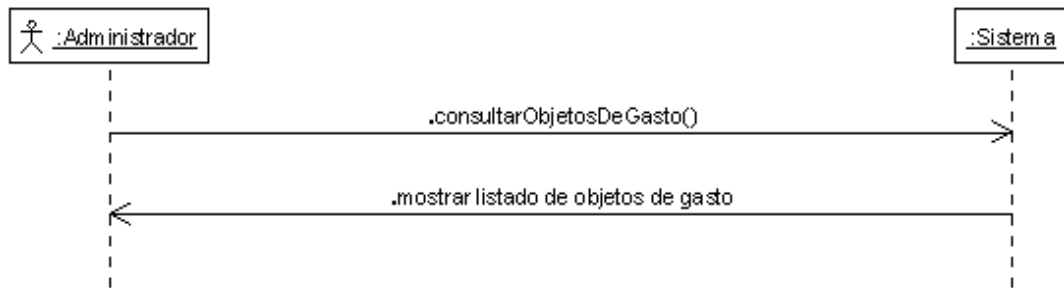 :Administrador
:Sistema
.consultarObjetosDeGasto()
.mostrar listado de objetos de gasto